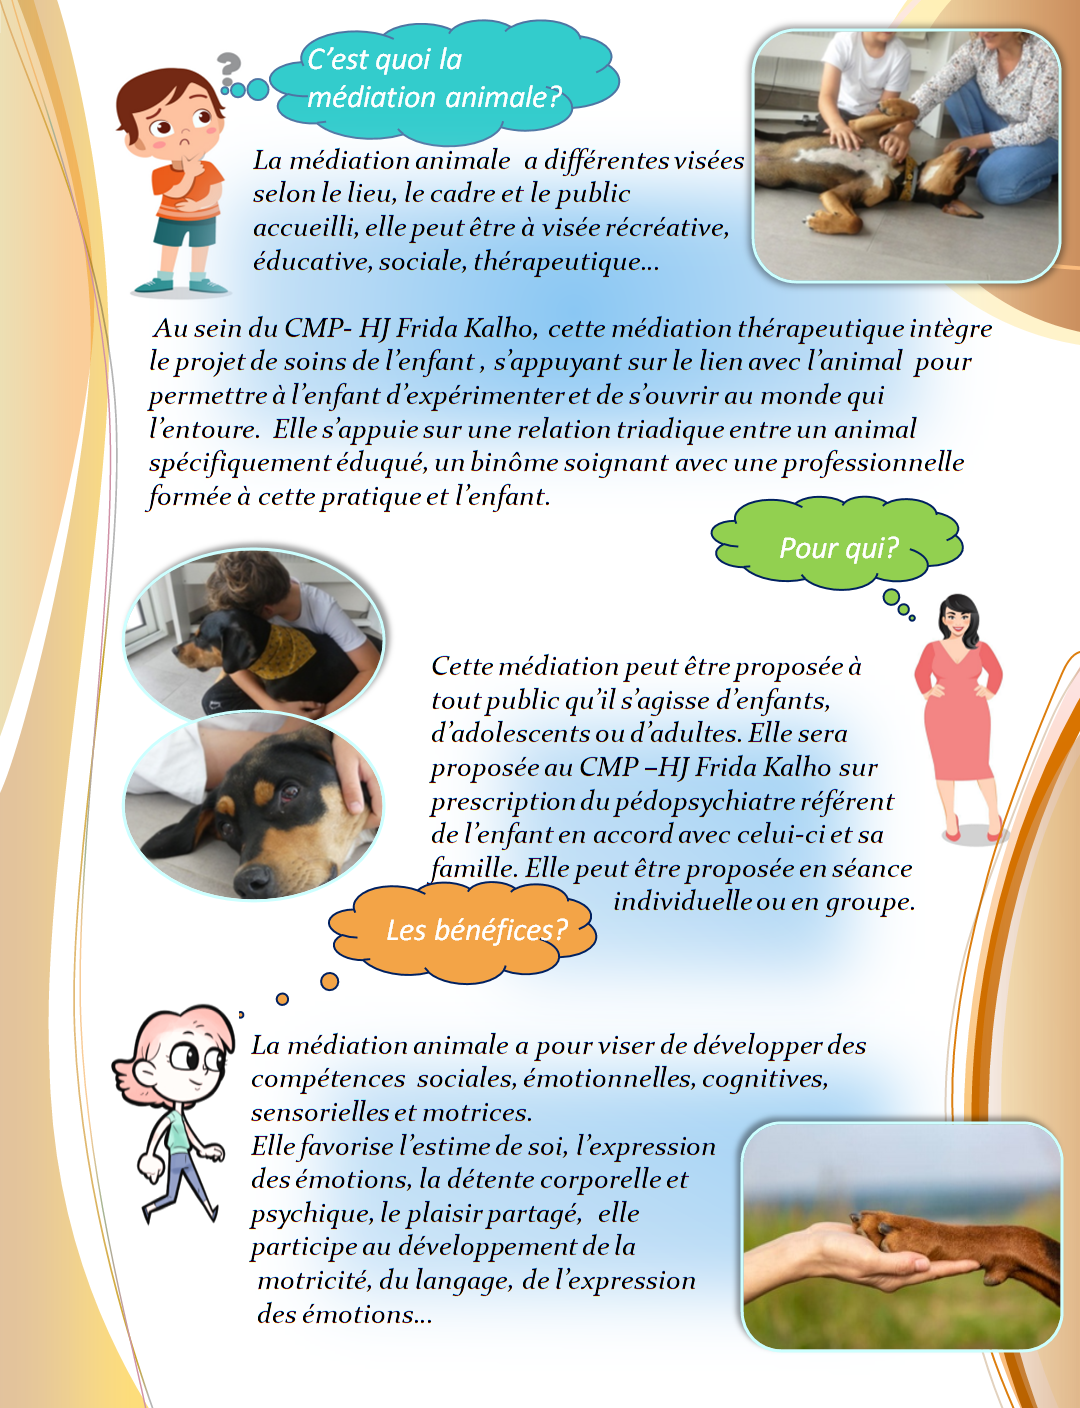 C’est quoi la
médiation animale?
La médiation animale a différentes visées
selon le lieu, le cadre et le public
accueilli, elle peut être à visée récréative,
éducative, sociale, thérapeutique...
Au sein du CMP- HJ Frida Kalho, cette médiation thérapeutique intègre
le projet de soins de l’enfant , s’appuyant sur le lien avec l’animal pour
permettre à l’enfant d’expérimenter et de s’ouvrir au monde qui
l’entoure. Elle s’appuie sur une relation triadique entre un animal
spécifiquement éduqué, un binôme soignant avec une professionnelle
formée à cette pratique et l’enfant.
Pour qui?
Cette médiation peut être proposée à
tout public qu’il s’agisse d’enfants,
d’adolescents ou d’adultes. Elle sera
proposée au CMP –HJ Frida Kalho sur
prescription du pédopsychiatre référent
de l’enfant en accord avec celui-ci et sa
famille. Elle peut être proposée en séance
individuelle ou en groupe.
Les bénéfices?
La médiation animale a pour viser de développer des
compétences sociales, émotionnelles, cognitives,
sensorielles et motrices.
Elle favorise l’estime de soi, l’expression
des émotions, la détente corporelle et
psychique, le plaisir partagé, elle
participe au développement de la
motricité, du langage, de l’expression
des émotions...